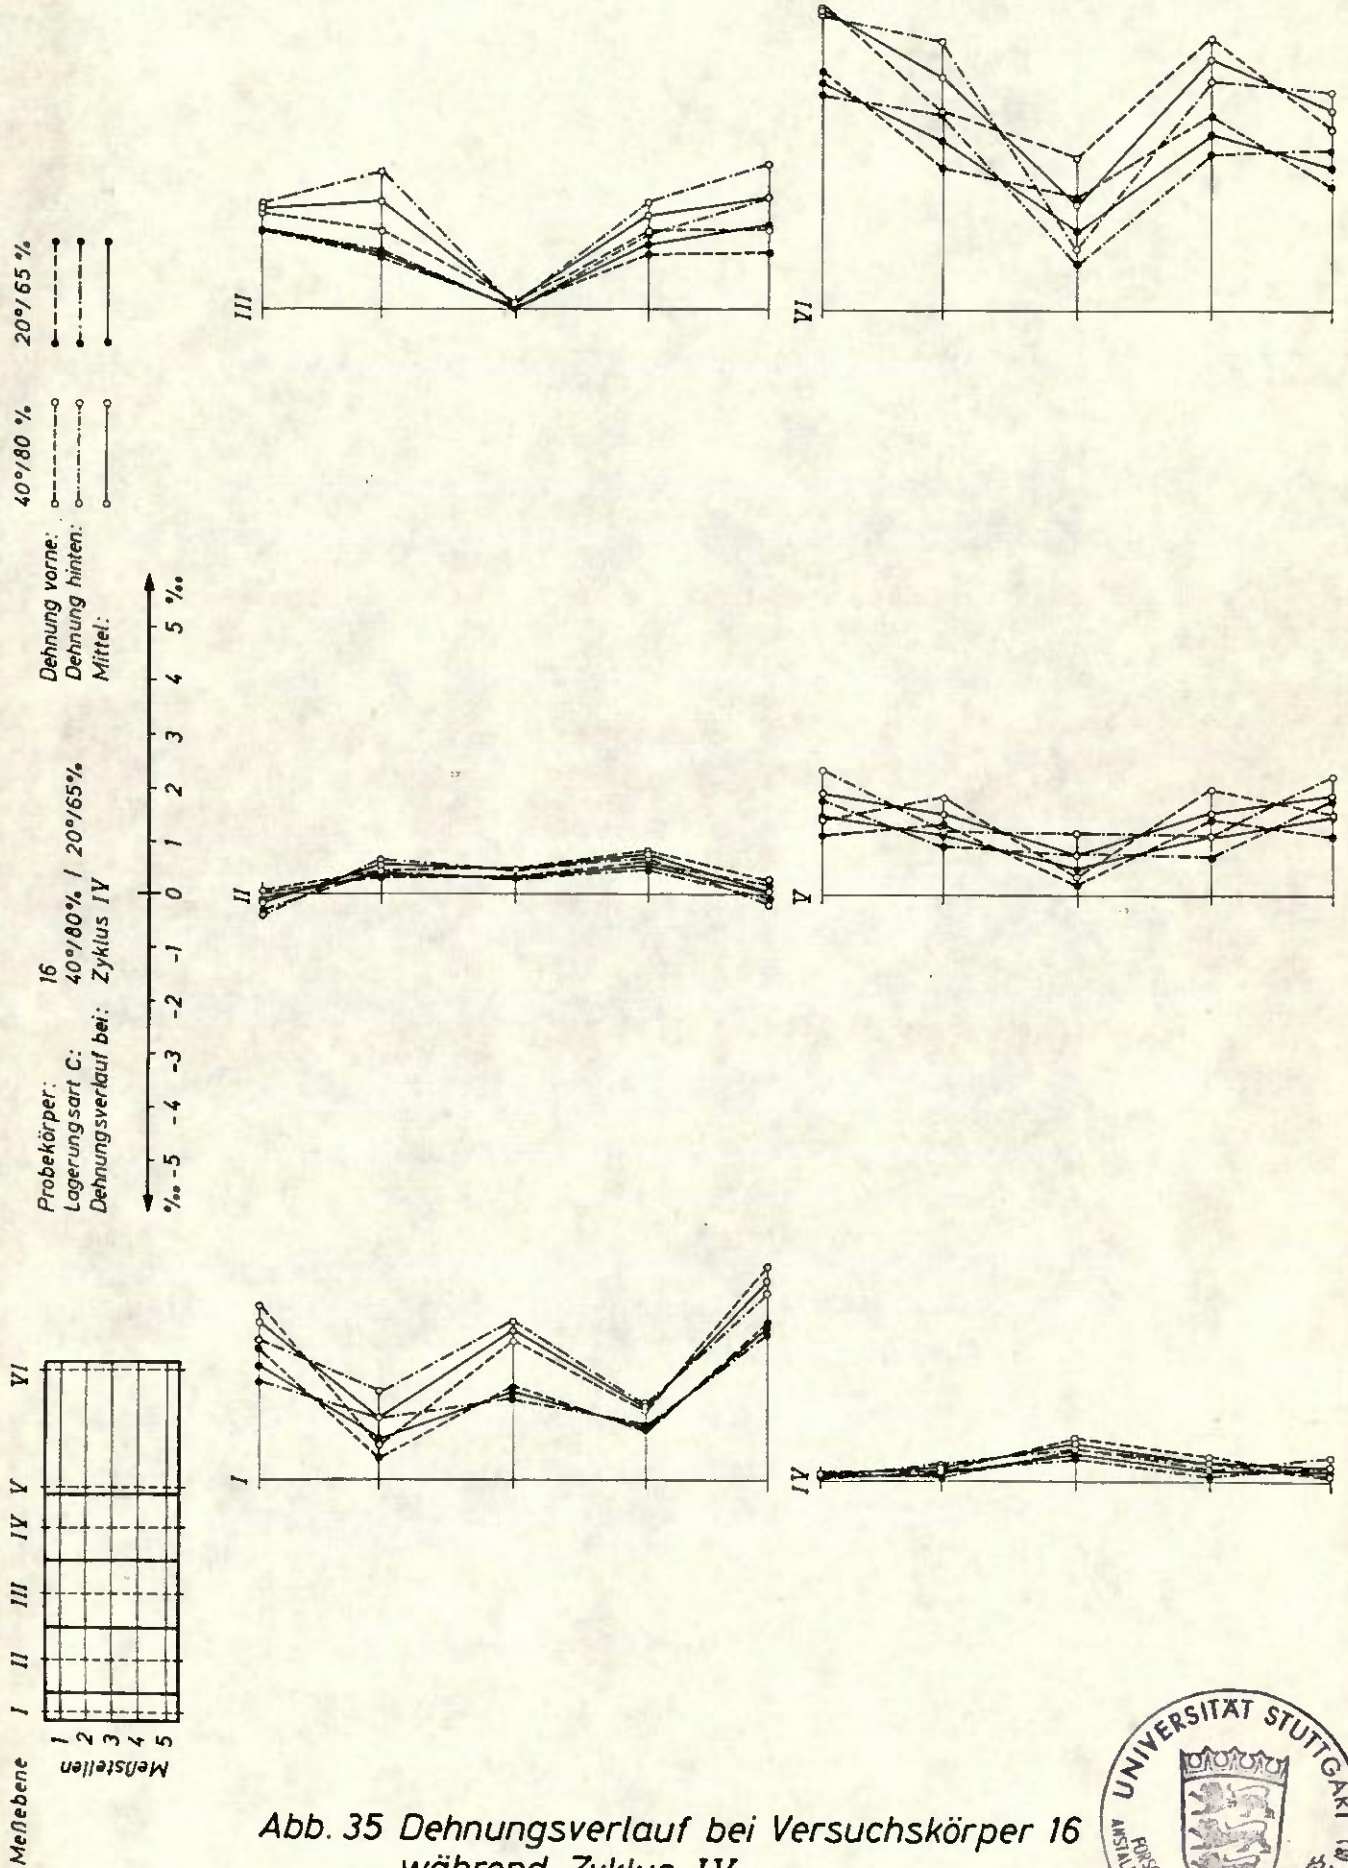 Meßebene I II III IV V VI
Meßstellen
1
2
3
4
5
Probekörper: 16
Lagerungsart C: 40°/80% / 20°/65%
Dehnungsverlauf bei: Zyklus IV
40°/80 % 20°/65 %
Dehnung vorne:
Dehnung hinten:
Mittel:
‰ -5 -4 -3 -2 -1 0 1 2 3 4 5 ‰
I
II
III
IV
V
VI
Abb. 35 Dehnungsverlauf bei Versuchskörper 16
während Zyklus IV
UNIVERSITÄT STUTTGART